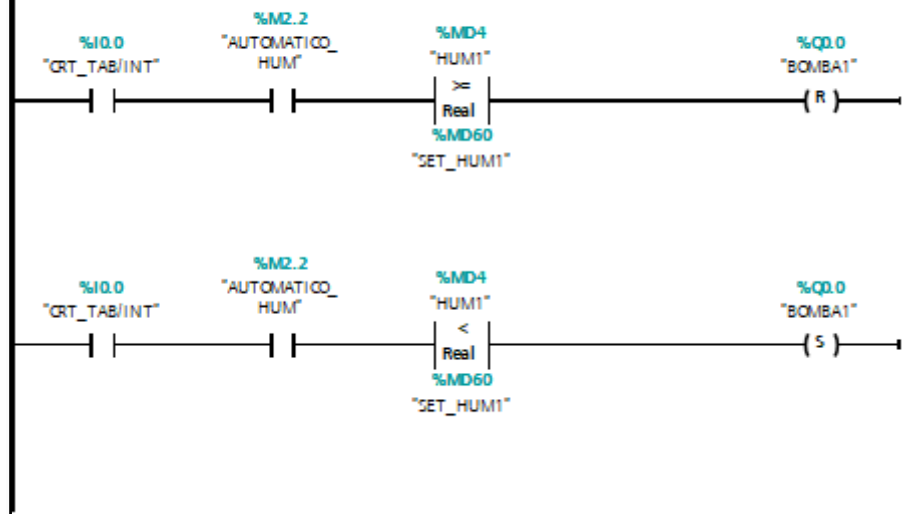 %M2.2
%MD4
%I0.0 "AUTOMATICO_ "HUM1" %Q0.0
"CRT_TAB/INT" HUM" "BOMBA1"
>=
Real
R
%MD60
"SET_HUM1"
%M2.2
%MD4
%I0.0 "AUTOMATICO_ "HUM1" %Q0.0
"CRT_TAB/INT" HUM" "BOMBA1"
<
Real
S
%MD60
"SET_HUM1"